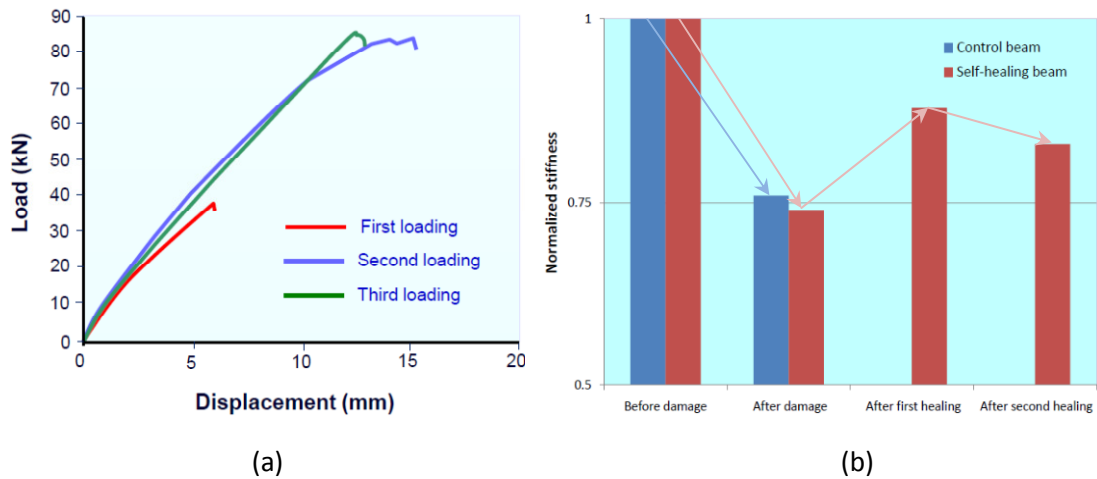 90
80
70
60
50
40
30
20
10
0
Load (kN)
First loading
Second loading
Third loading
0 5 10 15 20
Displacement (mm)
(a)
1
0.75
0.5
Normalized stiffness
Control beam
Self-healing beam
Before damage After damage After first healing After second healing
(b)